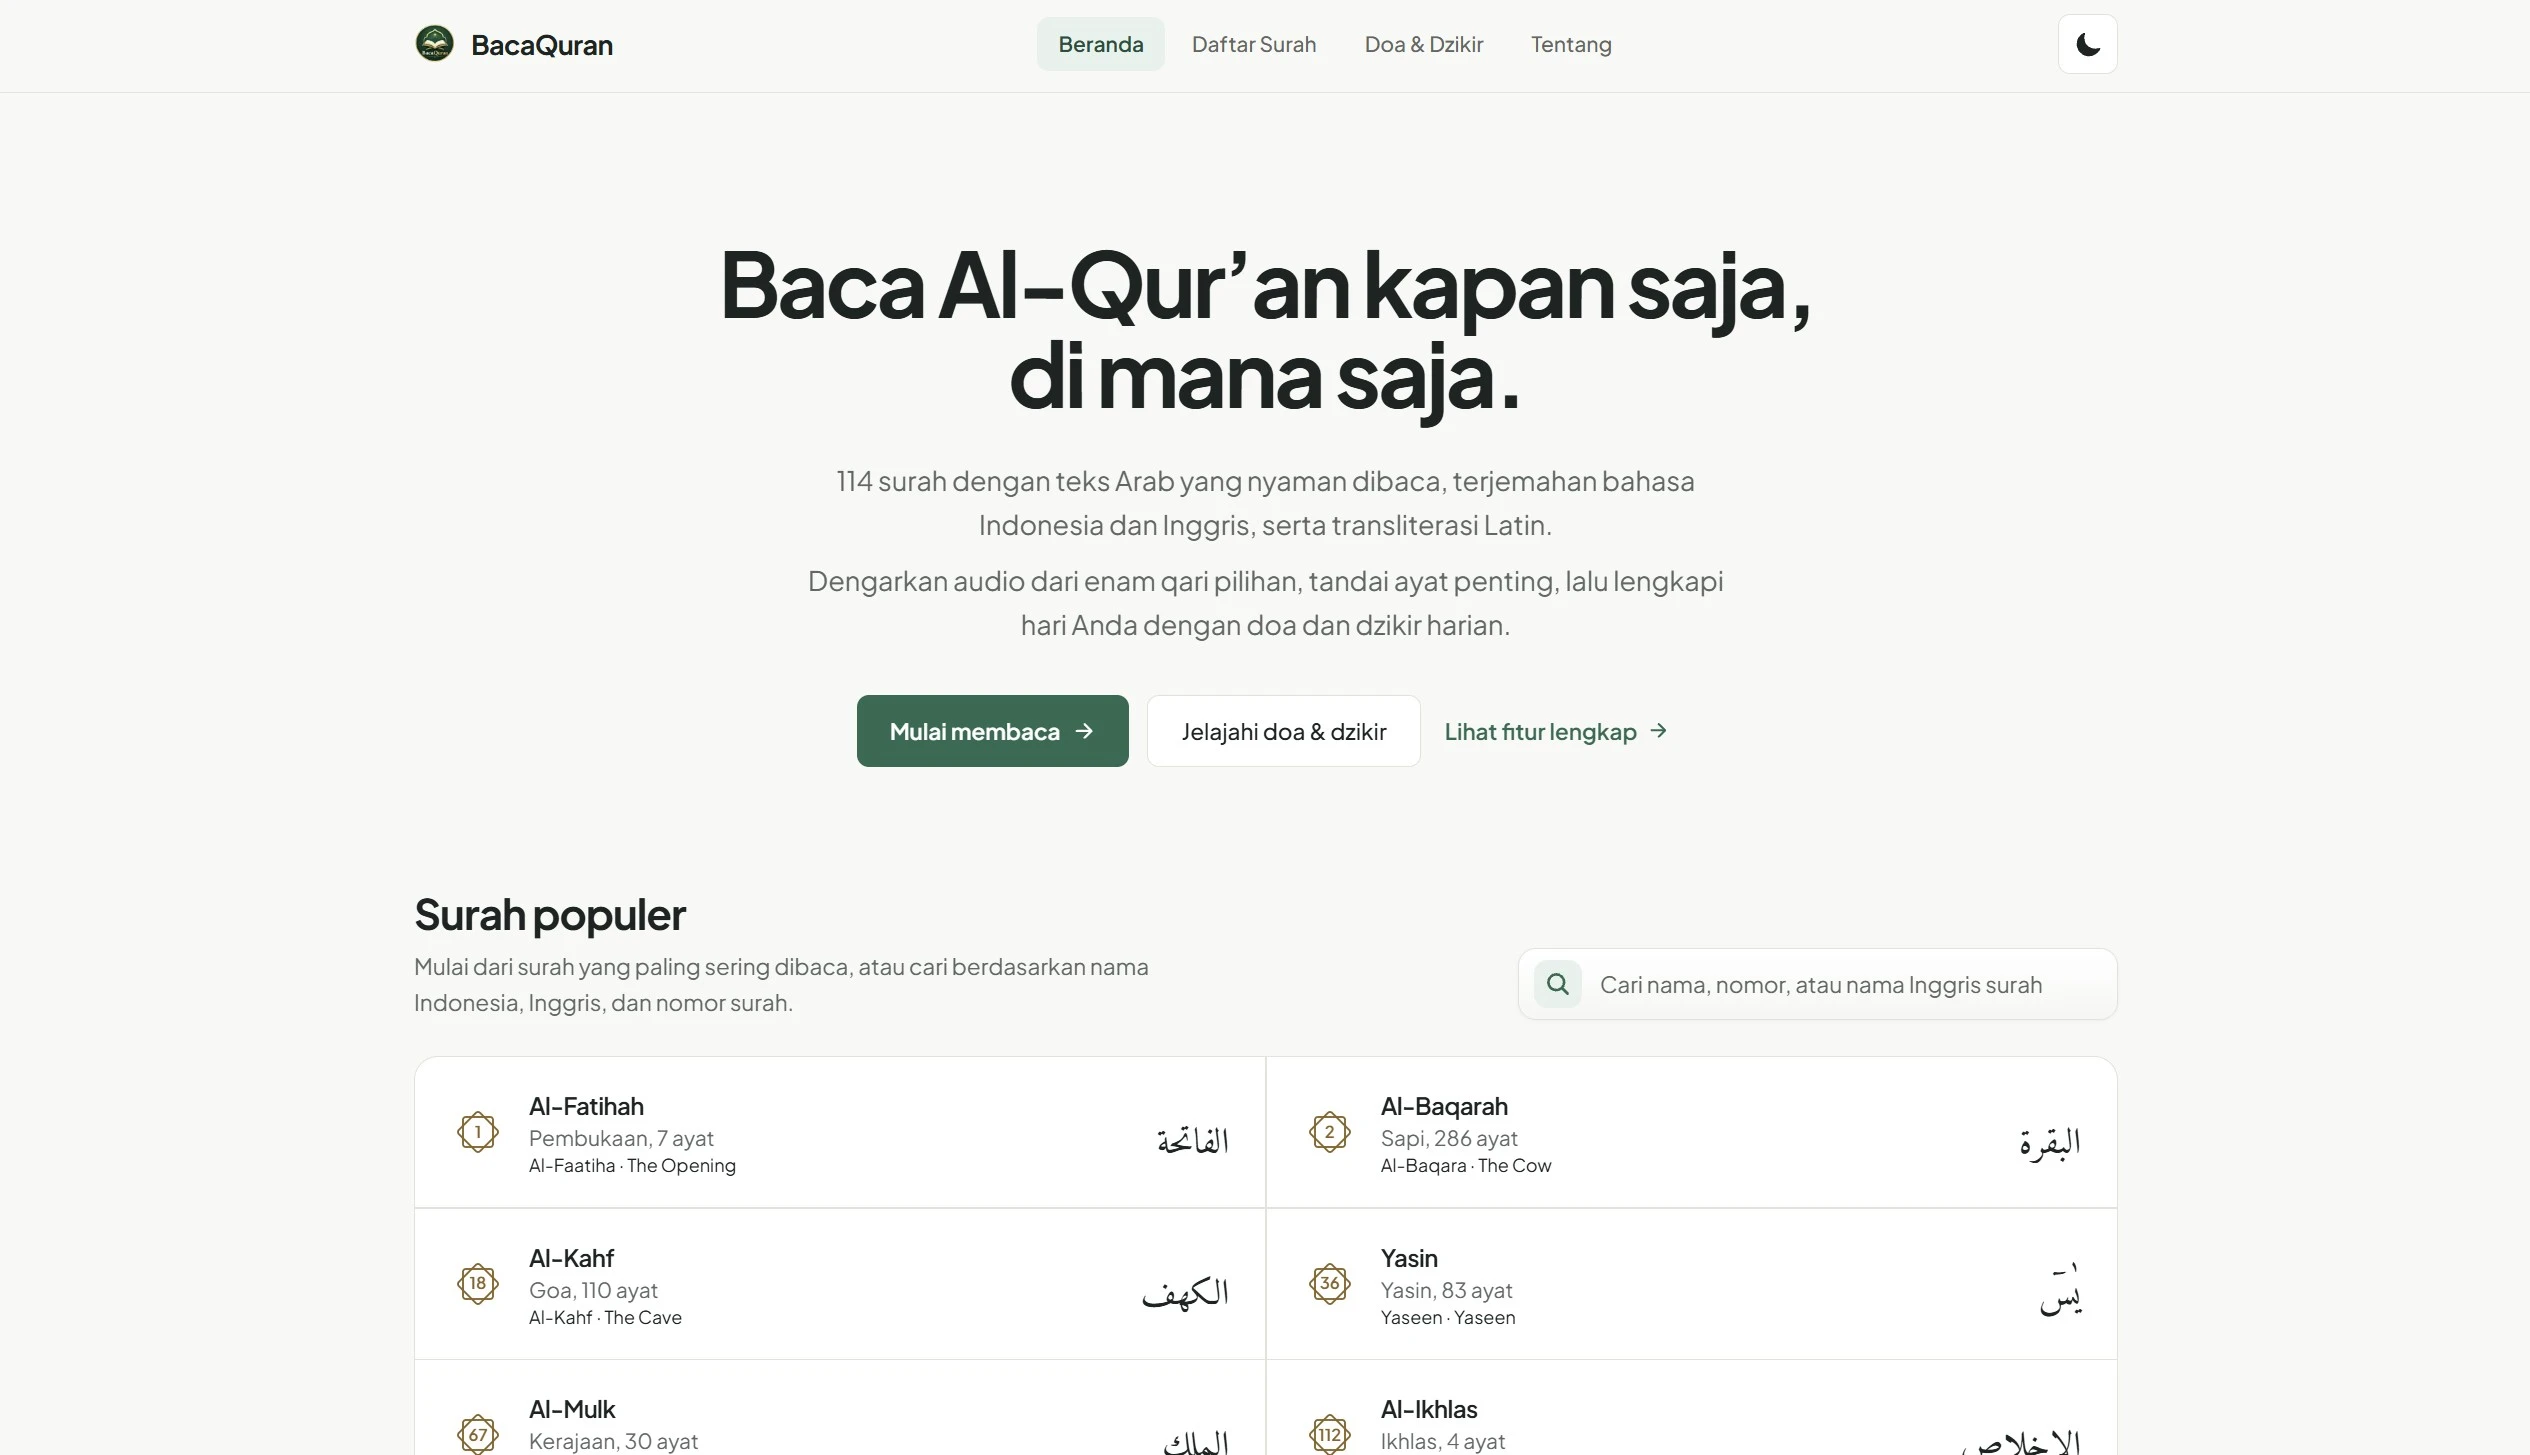 BacaQuran
Beranda
Daftar Surah
Doa & Dzikir
Tentang
Baca Al-Qur’an kapan saja,
di mana saja.
114 surah dengan teks Arab yang nyaman dibaca, terjemahan bahasa
Indonesia dan Inggris, serta transliterasi Latin.
Dengarkan audio dari enam qari pilihan, tandai ayat penting, lalu lengkapi
hari Anda dengan doa dan dzikir harian.
Mulai membaca →
Jelajahi doa & dzikir
Lihat fitur lengkap →
Surah populer
Mulai dari surah yang paling sering dibaca, atau cari berdasarkan nama
Indonesia, Inggris, dan nomor surah.
Cari nama, nomor, atau nama Inggris surah
1
Al-Fatihah
Pembukaan, 7 ayat
Al-Faatiha · The Opening
الفاتحة
2
Al-Baqarah
Sapi, 286 ayat
Al-Baqara · The Cow
البقرة
18
Al-Kahf
Goa, 110 ayat
Al-Kahf · The Cave
الكهف
36
Yasin
Yasin, 83 ayat
Yaseen · Yaseen
يٰسۤ
67
Al-Mulk
Kerajaan, 30 ayat
الملك
112
Al-Ikhlas
Ikhlas, 4 ayat
الاخلاص